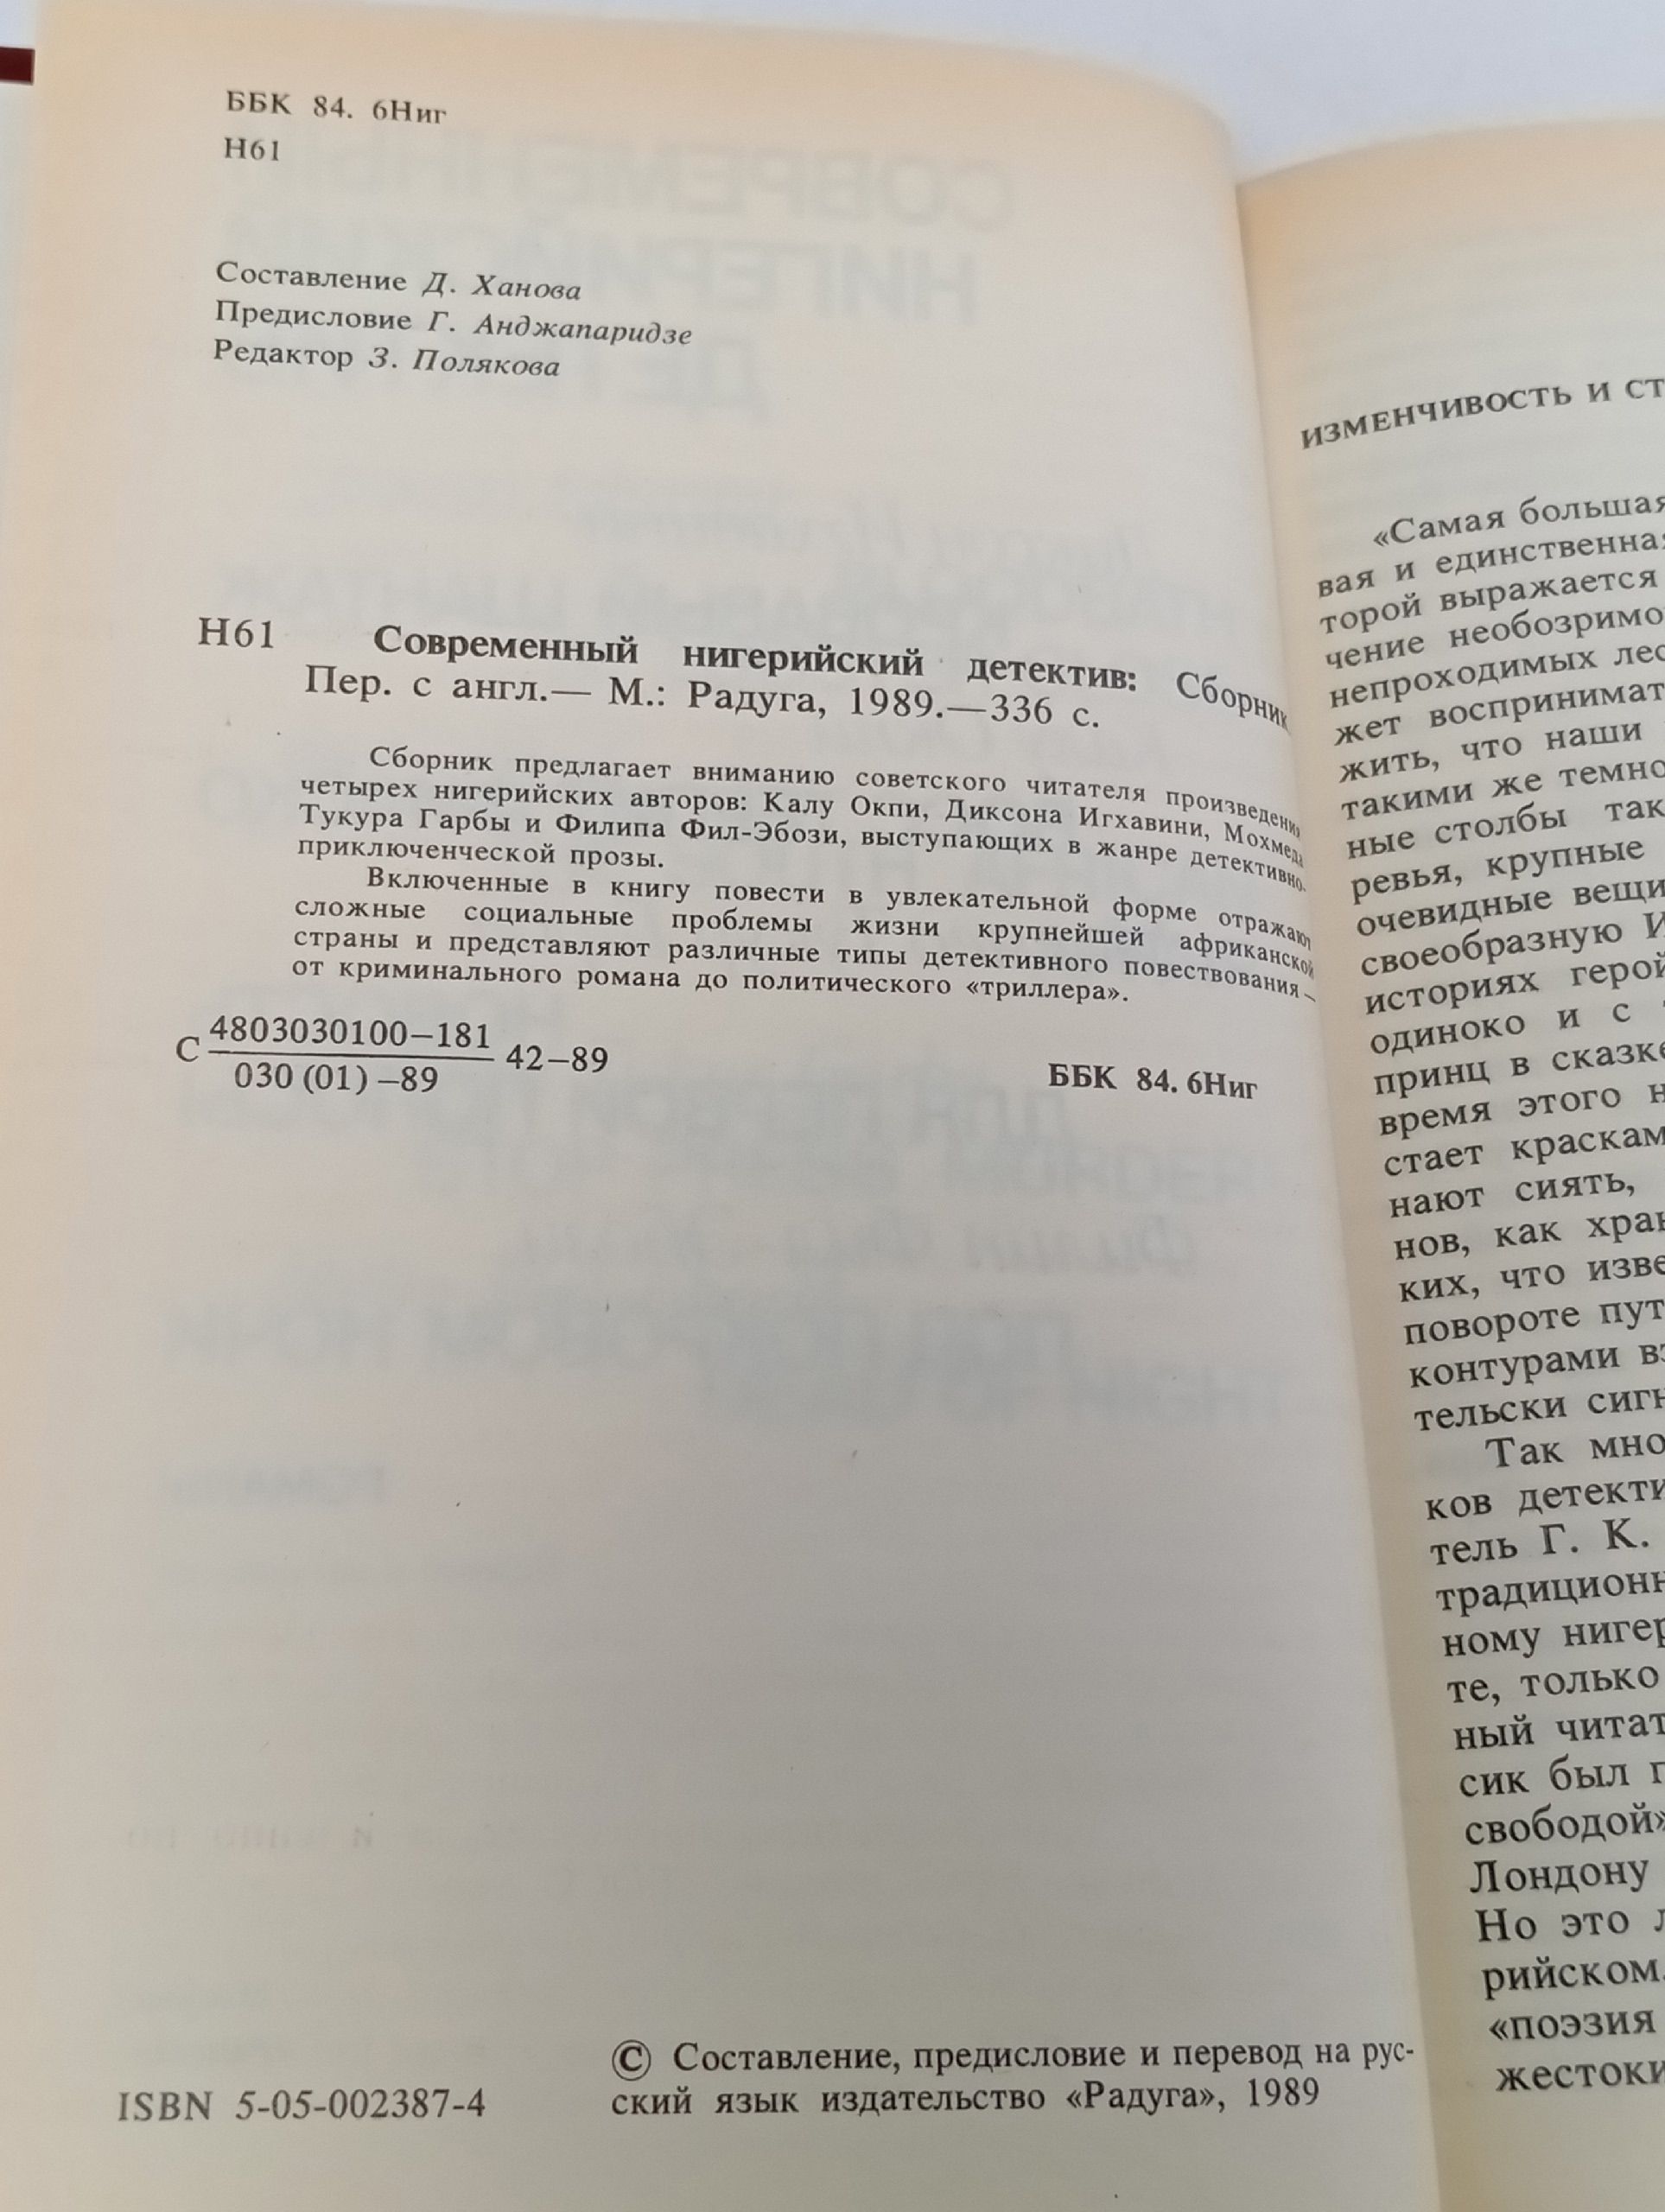 ББК 84. 6Ниг
Н61
Составление Д. Ханова
Предисловие Г. Анджапаридзе
Редактор З. Полякова
Н61 Современный нигерийский детектив: Сборник
Пер. с англ.— М.: Радуга, 1989.—336 с.
Сборник предлагает вниманию советского читателя произведения
четырех нигерийских авторов: Калу Окпи, Диксона Игхавини, Мохмеда
Тукура Гарбы и Филипа Фил-Эбози, выступающих в жанре детективно-
приключенческой прозы.
Включенные в книгу повести в увлекательной форме отражают
сложные социальные проблемы жизни крупнейшей африканской
страны и представляют различные типы детективного повествования—
от криминального романа до политического «триллера».
С 4803030100—181 42—89
030 (01) —89
ББК 84. 6Ниг
ISBN 5-05-002387-4
© Составление, предисловие и перевод на рус-
ский язык издательство «Радуга», 1989
ИЗМЕНЧИВОСТЬ И СТ
«Самая большая
вая и единственная
торой выражается
чение необозримо
непроходимых лес
жет воспринимат
жить, что наши
такими же темно
ные столбы так
ревья, крупные
очевидные вещи
своеобразную И
историях герой
одиноко и с
принц в сказке
время этого н
стает краскам
нают сиять,
нов, как хран
ких, что изве
повороте пут
контурами вз
тельски сигн
Так мно
ков детекти
тель Г. К.
традиционн
ному нигер
те, только
ный читат
сик был п
свободой»
Лондону
Но это л
рийском.
«поэзия
жестоки